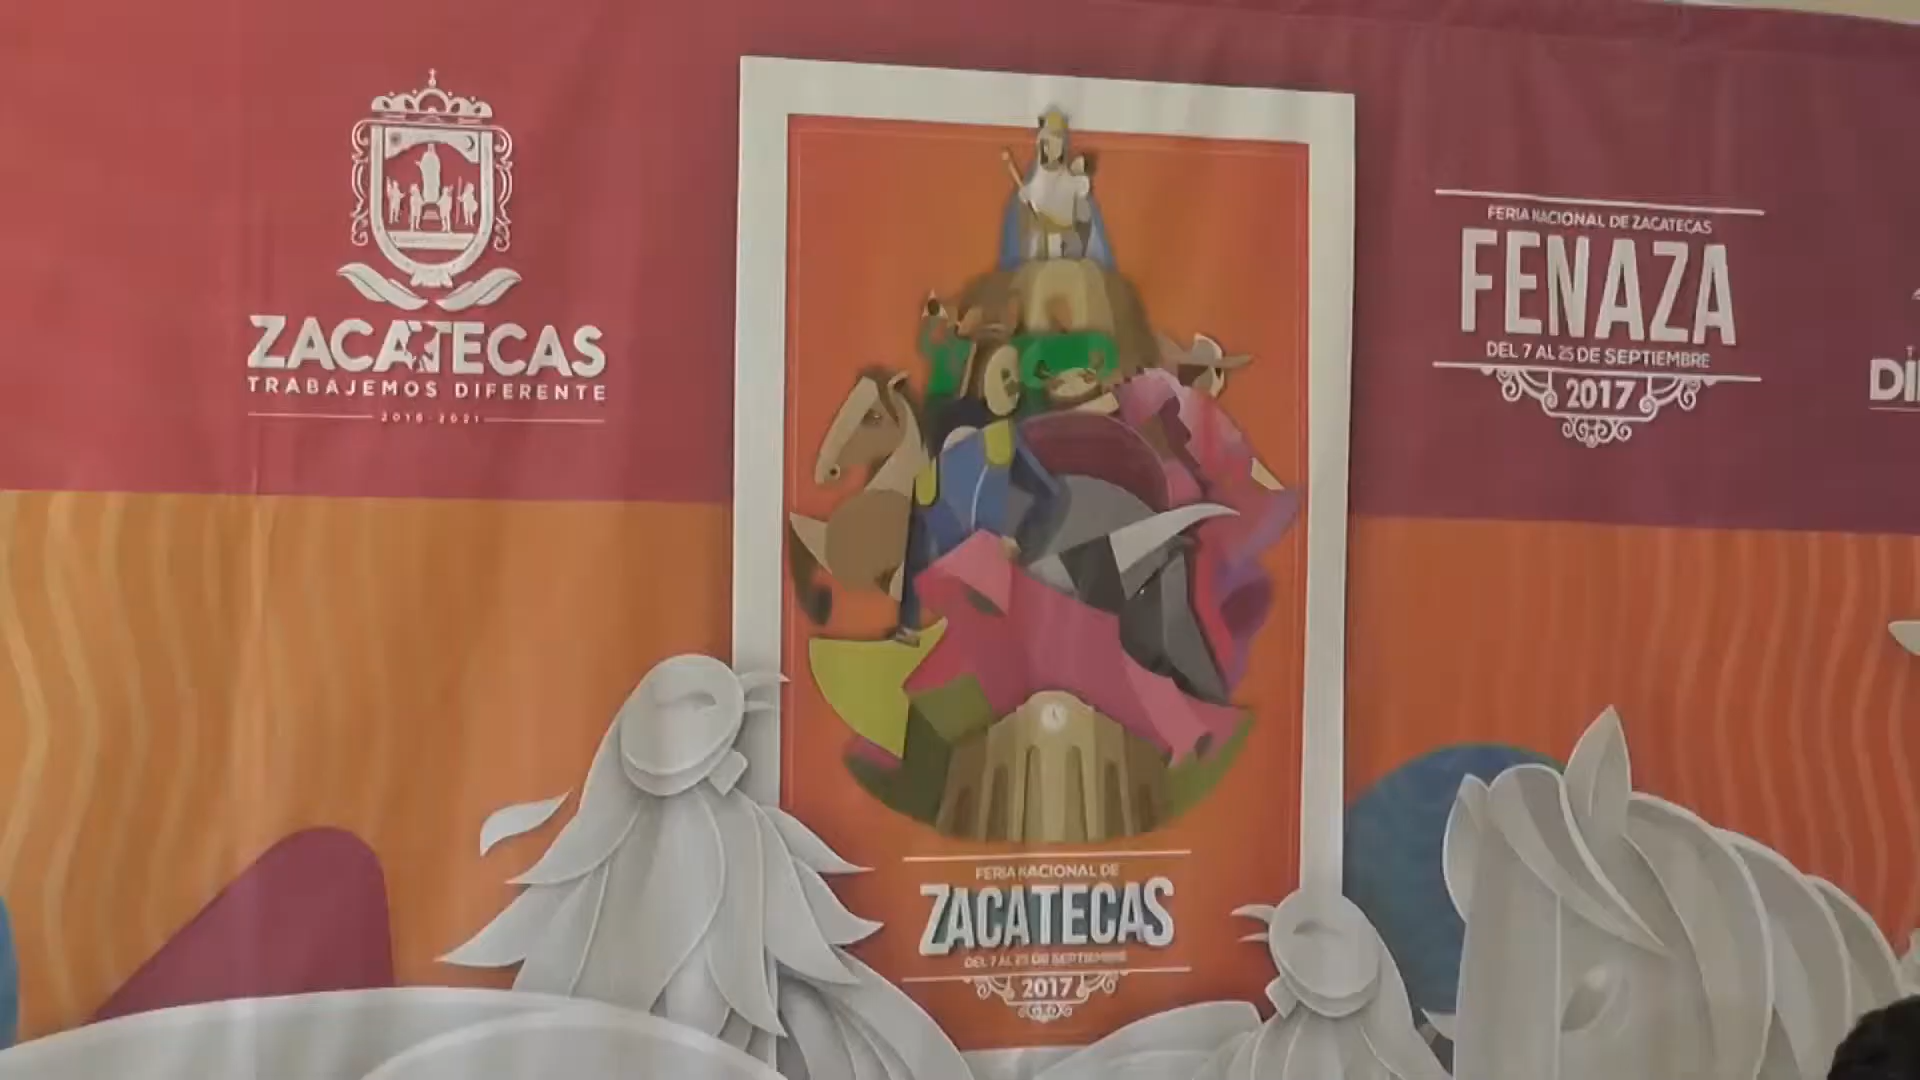 ZACATECAS
TRABAJEMOS DIFERENTE
2016-2021
FERIA NACIONAL DE
ZACATECAS
DEL 7 AL 25 DE SEPTIEMBRE
2017
FERIA NACIONAL DE ZACATECAS
FENAZA
DEL 7 AL 25 DE SEPTIEMBRE
2017